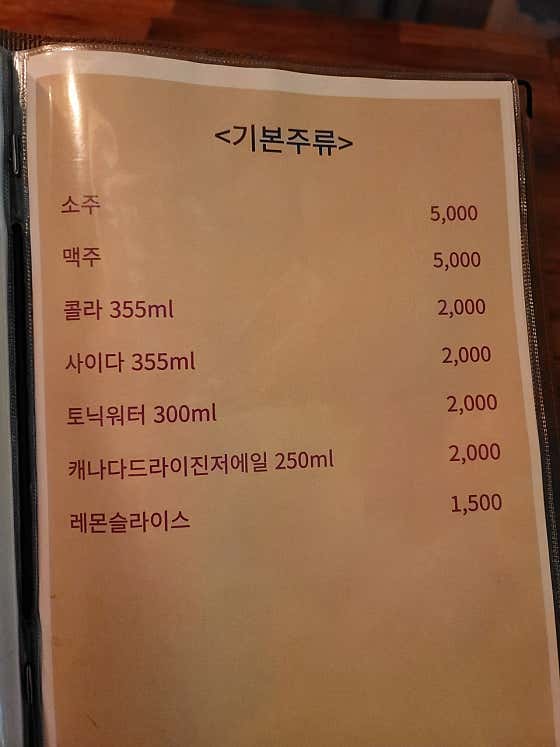 <기본주류>
소주 5,000
맥주 5,000
콜라 355ml 2,000
사이다 355ml 2,000
토닉워터 300ml 2,000
캐나다드라이진저에일 250ml 2,000
레몬슬라이스 1,500